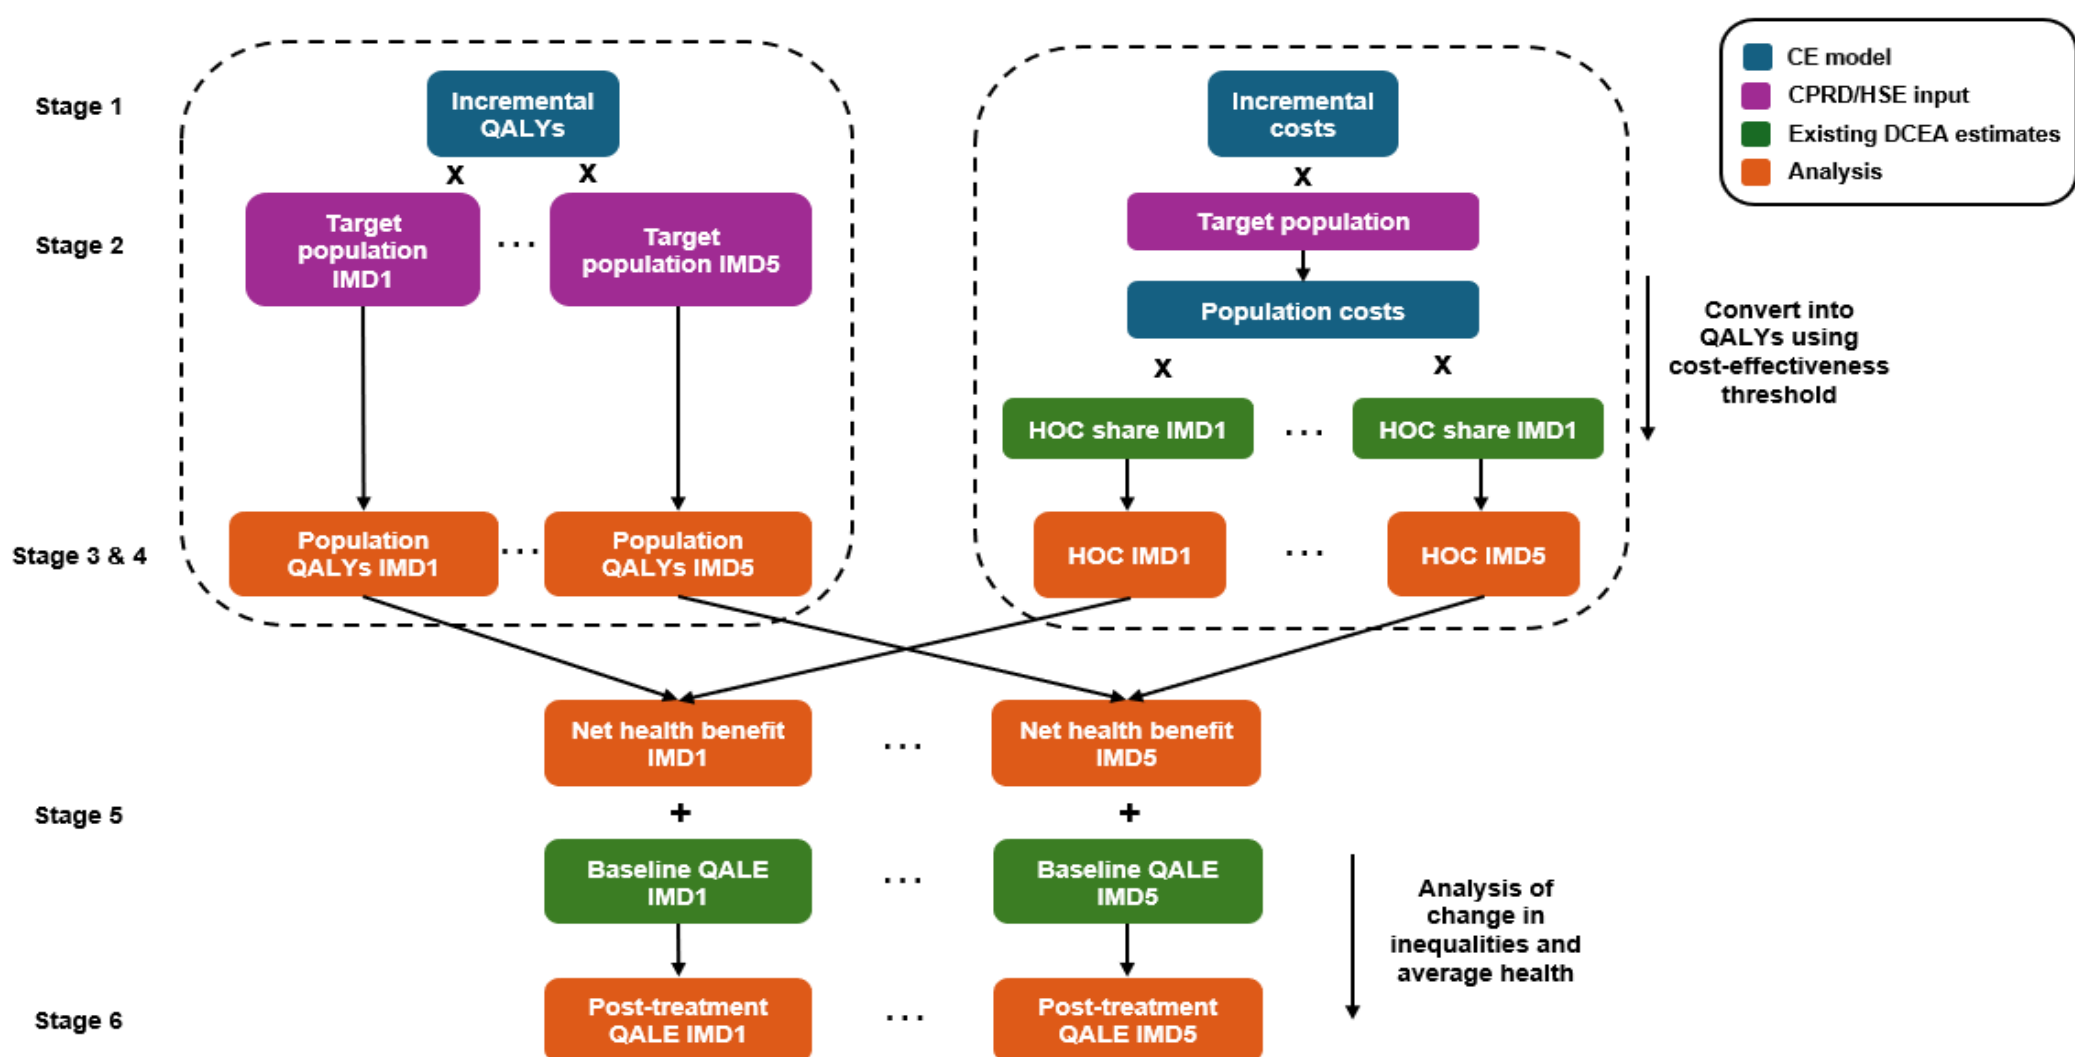 CE model
CPRD/HSE input
Existing DCEA estimates
Analysis
Stage 1
Incremental
QALYs
Incremental
costs
x
x
x
Stage 2
Target
population
IMD1
...
Target
population IMD5
Target population
Population costs
x
x
Convert into
QALYs using
cost-effectiveness
threshold
HOC share IMD1
...
HOC share IMD1
Stage 3 & 4
Population
QALYs IMD1
...
Population
QALYs IMD5
HOC IMD1
...
HOC IMD5
Net health benefit
IMD1
...
Net health benefit
IMD5
Stage 5
+
+
Baseline QALE
IMD1
...
Baseline QALE
IMD5
Analysis of
change in
inequalities and
average health
Stage 6
Post-treatment
QALE IMD1
...
Post-treatment
QALE IMD5